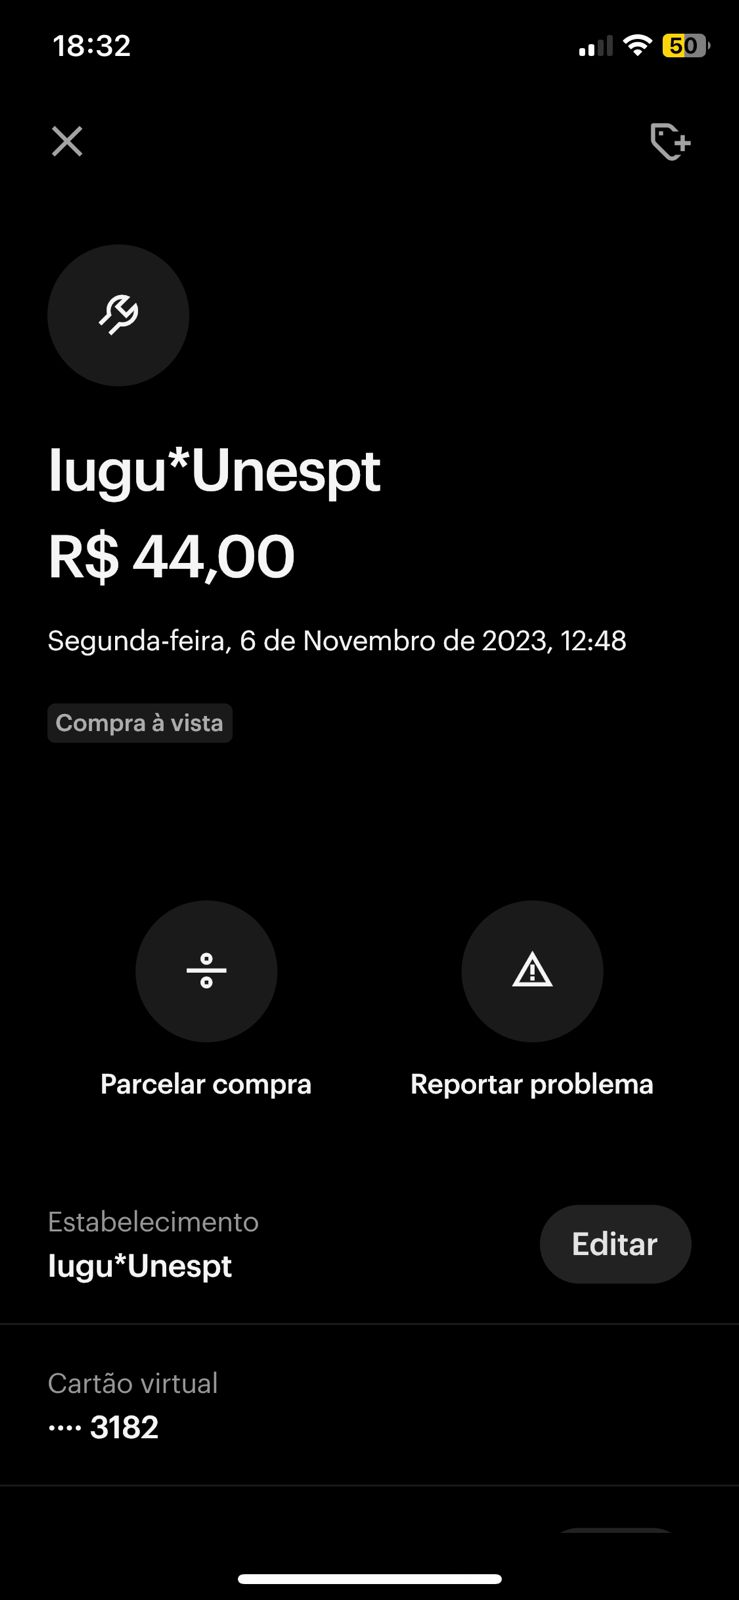 18:32
50
Iugu*Unespt
R$ 44,00
Segunda-feira, 6 de Novembro de 2023, 12:48
Compra à vista
Parcelar compra
Reportar problema
Estabelecimento
Iugu*Unespt
Editar
Cartão virtual
•••• 3182